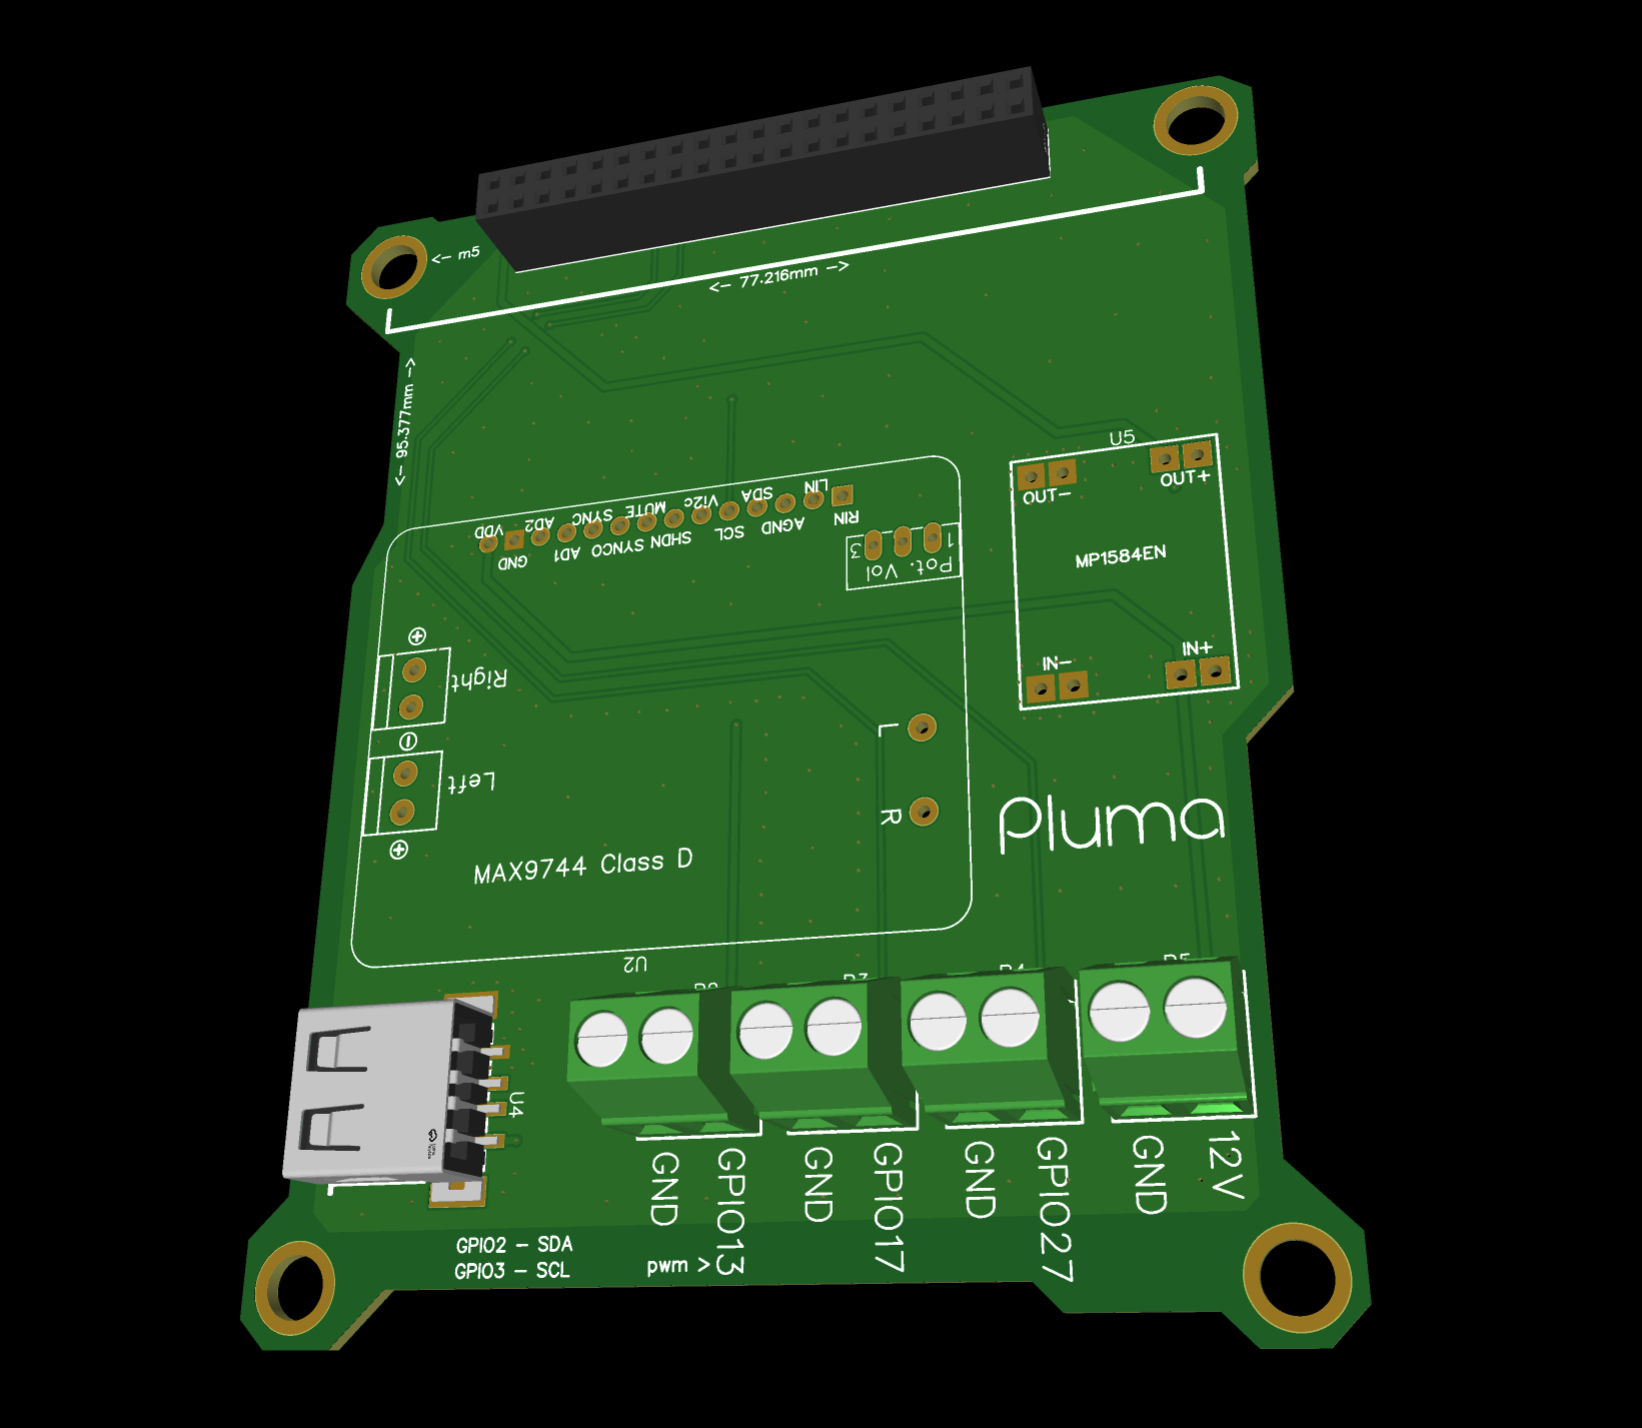 <- m5
<- 77.216mm ->
<- 95.377mm ->
U5
OUT-
OUT+
MP1584EN
IN-
IN+
VDD
AD2
SYNC
MUTE
Vi2c
SDA
LIN
GND
AD1
SYNCO
SHDN
SCL
AGND
RIN
3
1
Pot. Vol
Right
Left
L
R
MAX9744 Class D
pluma
U2
U4
GND
GPIO13
GND
GPIO17
GND
GPIO27
GND
12V
GPIO2 - SDA
GPIO3 - SCL
pwm >